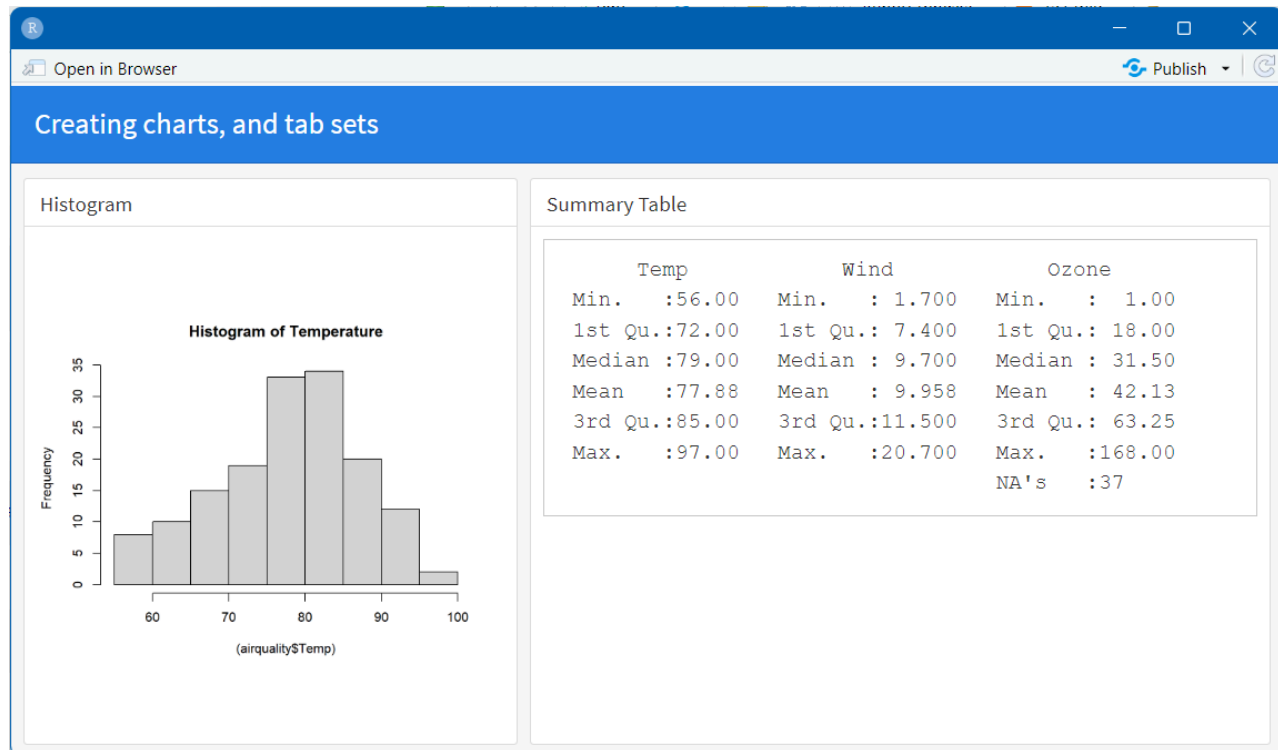 R
Open in Browser
Publish
Creating charts, and tab sets
Histogram
Histogram of Temperature
Frequency
0 5 10 15 20 25 30 35
60 70 80 90 100
(airquality$Temp)
Summary Table
Temp Wind Ozone
Min. :56.00 Min. : 1.700 Min. : 1.00
1st Qu.:72.00 1st Qu.: 7.400 1st Qu.: 18.00
Median :79.00 Median : 9.700 Median : 31.50
Mean :77.88 Mean : 9.958 Mean : 42.13
3rd Qu.:85.00 3rd Qu.:11.500 3rd Qu.: 63.25
Max. :97.00 Max. :20.700 Max. :168.00
NA's :37